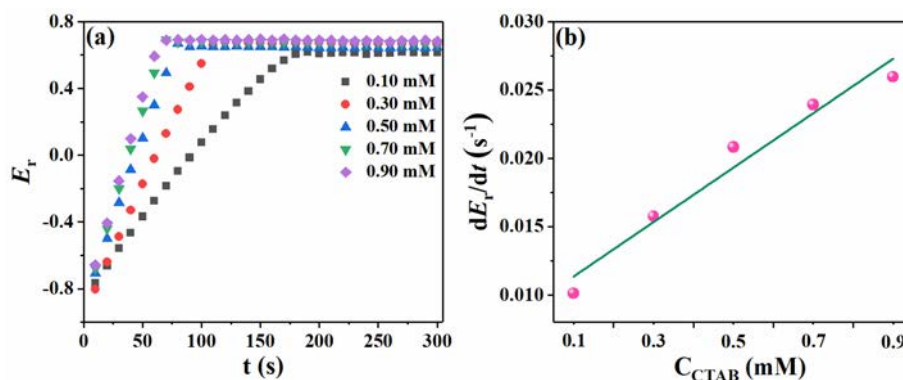 (a)
E_r
0.8
0.4
0.0
-0.4
-0.8
0.10 mM
0.30 mM
0.50 mM
0.70 mM
0.90 mM
0 50 100 150 200 250 300
t (s)
(b)
dE_r/dt (s⁻¹)
0.030
0.025
0.020
0.015
0.010
0.1 0.3 0.5 0.7 0.9
C_CTAB (mM)